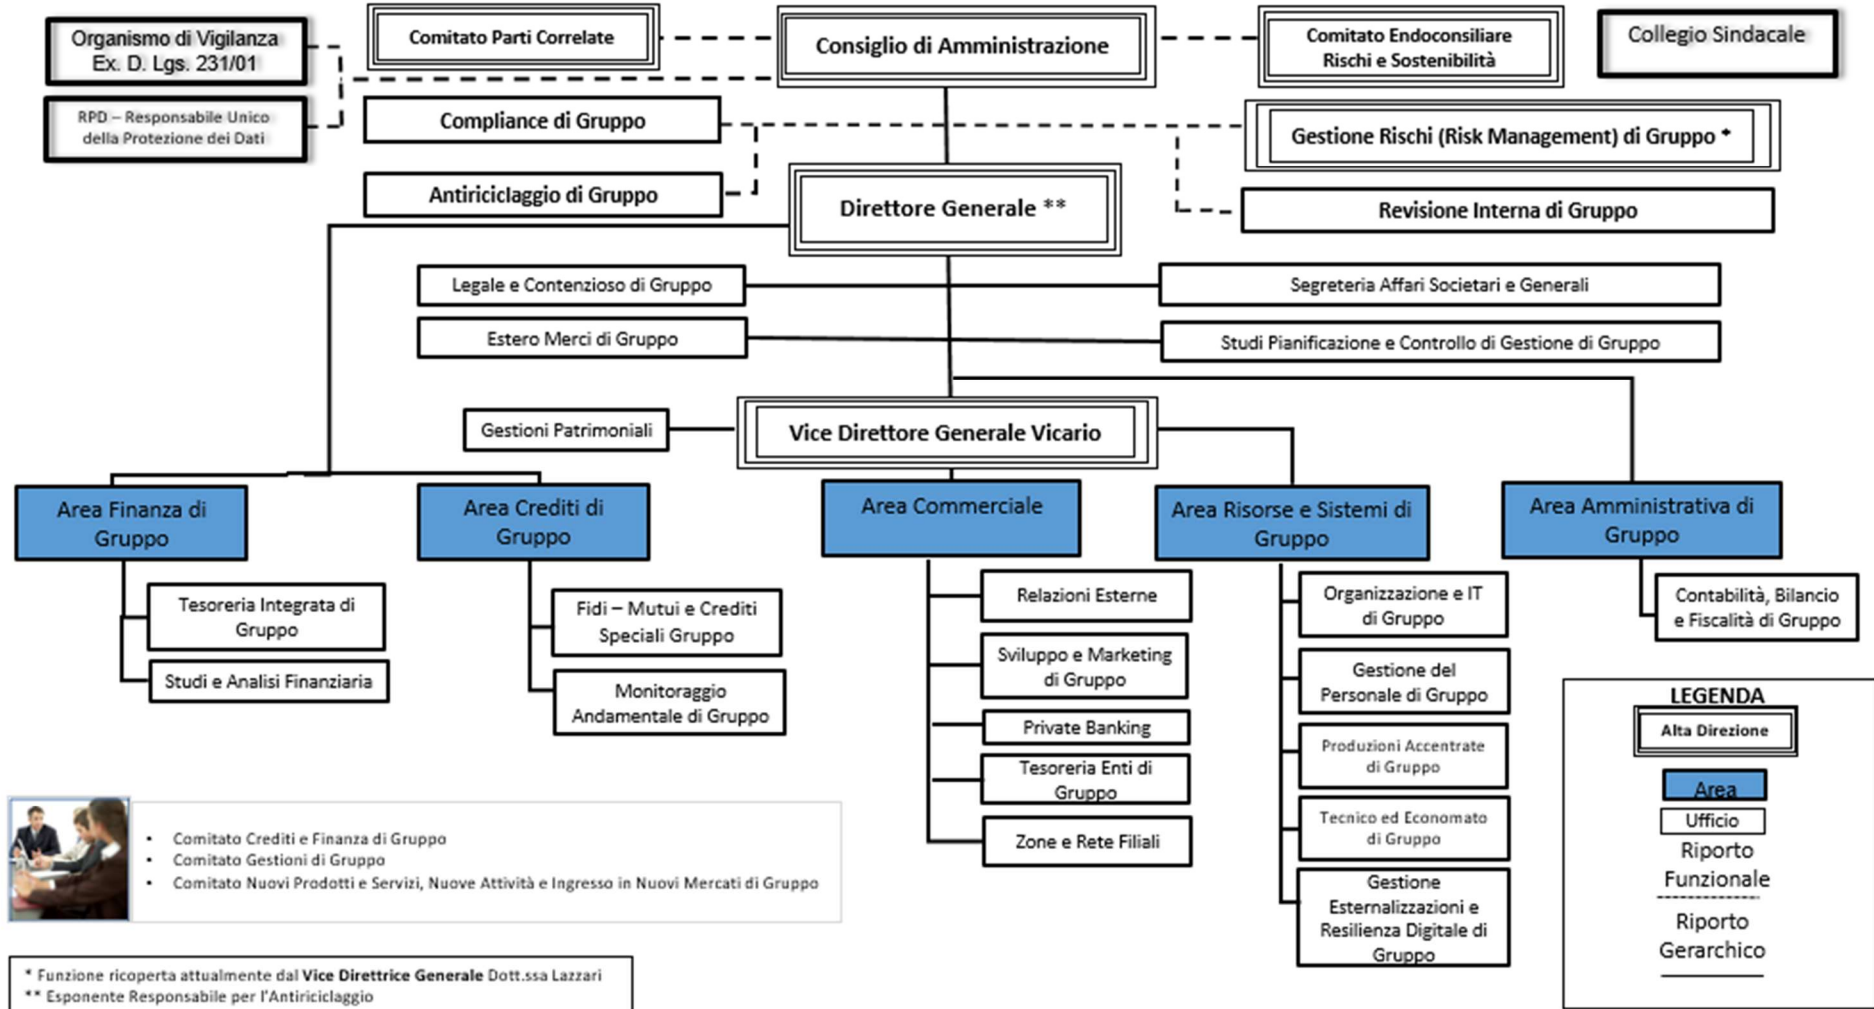 Organismo di Vigilanza
Ex. D. Lgs. 231/01
Comitato Parti Correlate
Consiglio di Amministrazione
Comitato Endoconsiliare
Rischi e Sostenibilità
Collegio Sindacale
RPD – Responsabile Unico
della Protezione dei Dati
Compliance di Gruppo
Gestione Rischi (Risk Management) di Gruppo *
Antiriciclaggio di Gruppo
Direttore Generale **
Revisione Interna di Gruppo
Legale e Contenzioso di Gruppo
Segreteria Affari Societari e Generali
Estero Merci di Gruppo
Studi Pianificazione e Controllo di Gestione di Gruppo
Gestioni Patrimoniali
Vice Direttore Generale Vicario
Area Finanza di
Gruppo
Area Crediti di
Gruppo
Area Commerciale
Area Risorse e Sistemi di
Gruppo
Area Amministrativa di
Gruppo
Tesoreria Integrata di
Gruppo
Studi e Analisi Finanziaria
Fidi – Mutui e Crediti
Speciali Gruppo
Monitoraggio
Andamentale di Gruppo
Relazioni Esterne
Sviluppo e Marketing
di Gruppo
Private Banking
Tesoreria Enti di
Gruppo
Zone e Rete Filiali
Organizzazione e IT
di Gruppo
Gestione del
Personale di Gruppo
Produzioni Accentrate
di Gruppo
Tecnico ed Economato
di Gruppo
Gestione
Esternalizzazioni e
Resilienza Digitale di
Gruppo
Contabilità, Bilancio
e Fiscalità di Gruppo
LEGENDA
Alta Direzione
Area
Ufficio
Riporto
Funzionale
Riporto
Gerarchico
• Comitato Crediti e Finanza di Gruppo
• Comitato Gestioni di Gruppo
• Comitato Nuovi Prodotti e Servizi, Nuove Attività e Ingresso in Nuovi Mercati di Gruppo
* Funzione ricoperta attualmente dal Vice Direttrice Generale Dott.ssa Lazzari
** Esponente Responsabile per l'Antiriciclaggio